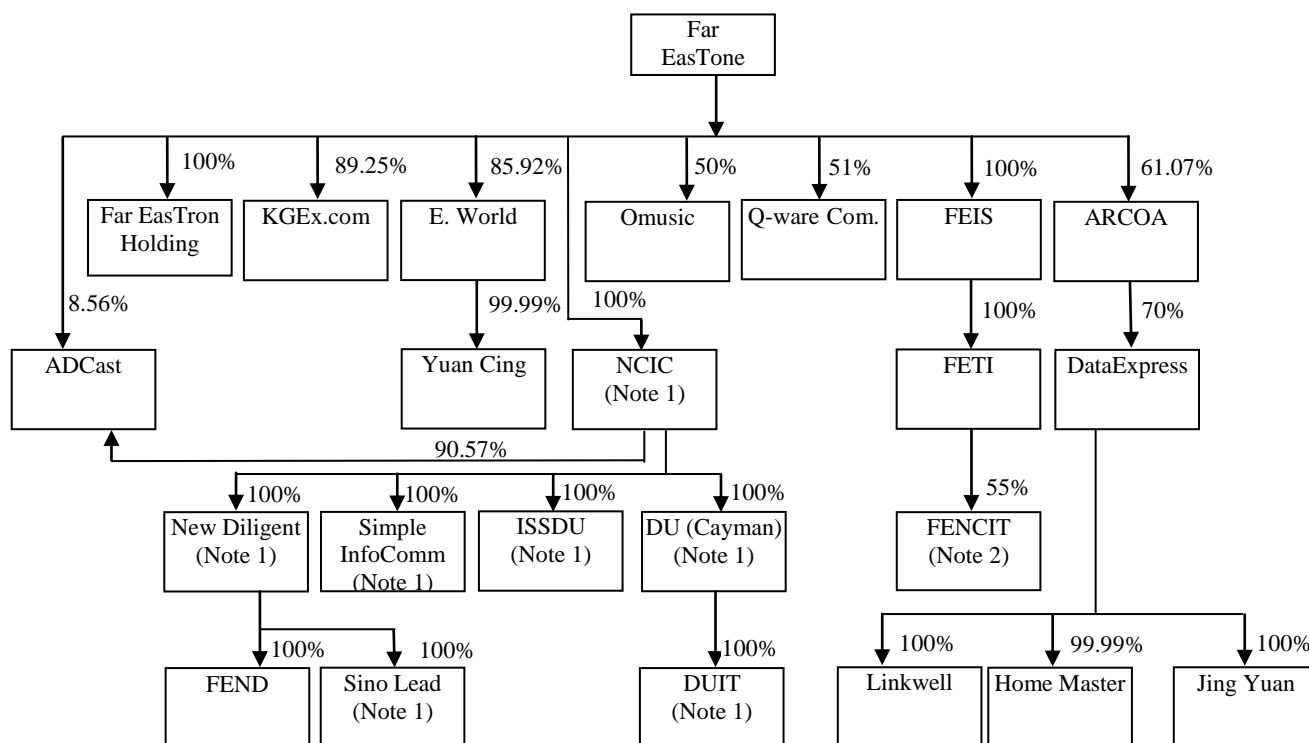 Far
EasTone
100%
89.25%
85.92%
50%
51%
100%
61.07%
Far EasTron
Holding
KGEx.com
E. World
Omusic
Q-ware Com.
FEIS
ARCOA
8.56%
99.99%
100%
100%
70%
ADCast
Yuan Cing
NCIC
(Note 1)
FETI
DataExpress
90.57%
100%
100%
100%
100%
55%
New Diligent
(Note 1)
Simple
InfoComm
(Note 1)
ISSDU
(Note 1)
DU (Cayman)
(Note 1)
FENCIT
(Note 2)
100%
100%
100%
100%
99.99%
100%
FEND
Sino Lead
(Note 1)
DUIT
(Note 1)
Linkwell
Home Master
Jing Yuan